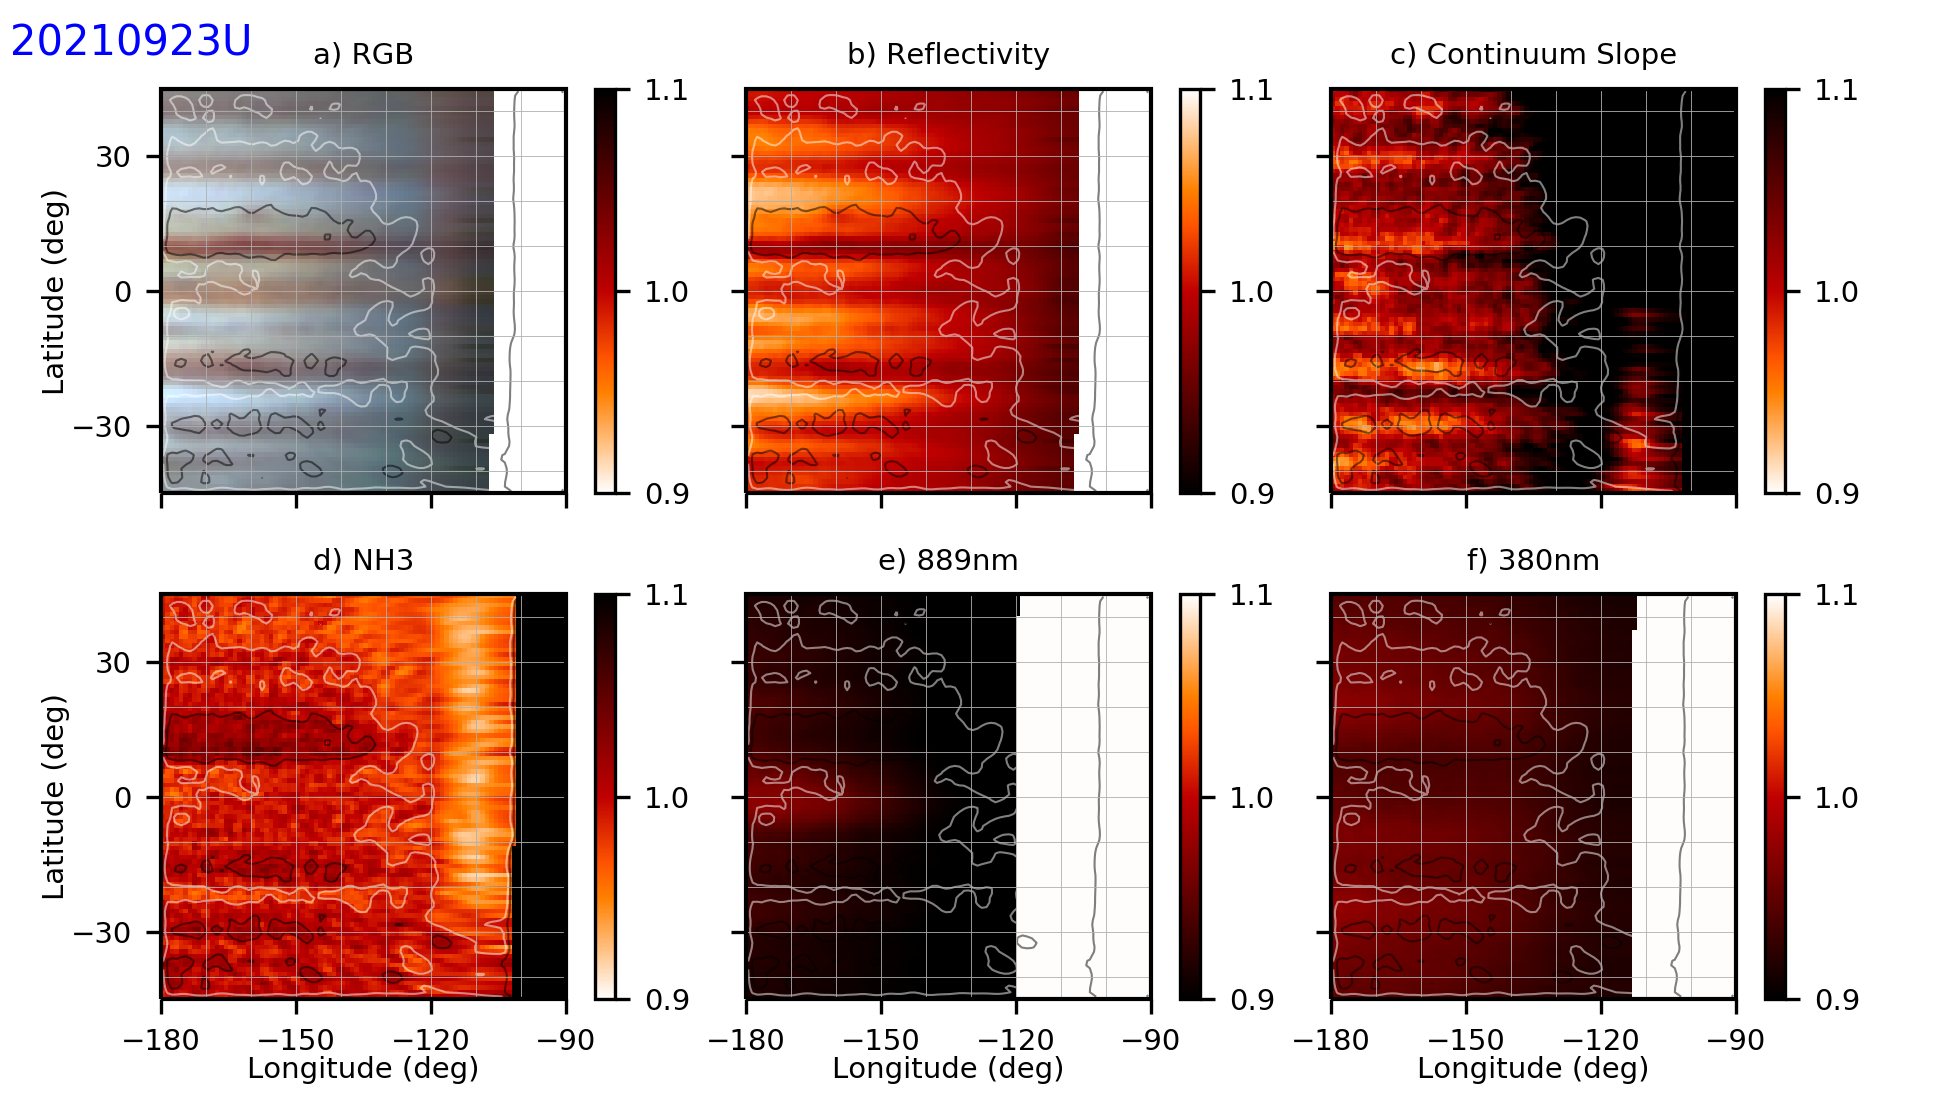 20210923U
a) RGB
b) Reflectivity
c) Continuum Slope
1.1
1.1
1.1
30
0
−30
Latitude (deg)
1.0
1.0
1.0
0.9
0.9
0.9
d) NH3
e) 889nm
f) 380nm
1.1
1.1
1.1
30
0
−30
Latitude (deg)
1.0
1.0
1.0
0.9
0.9
0.9
−180 −150 −120 −90
−180 −150 −120 −90
−180 −150 −120 −90
Longitude (deg)
Longitude (deg)
Longitude (deg)